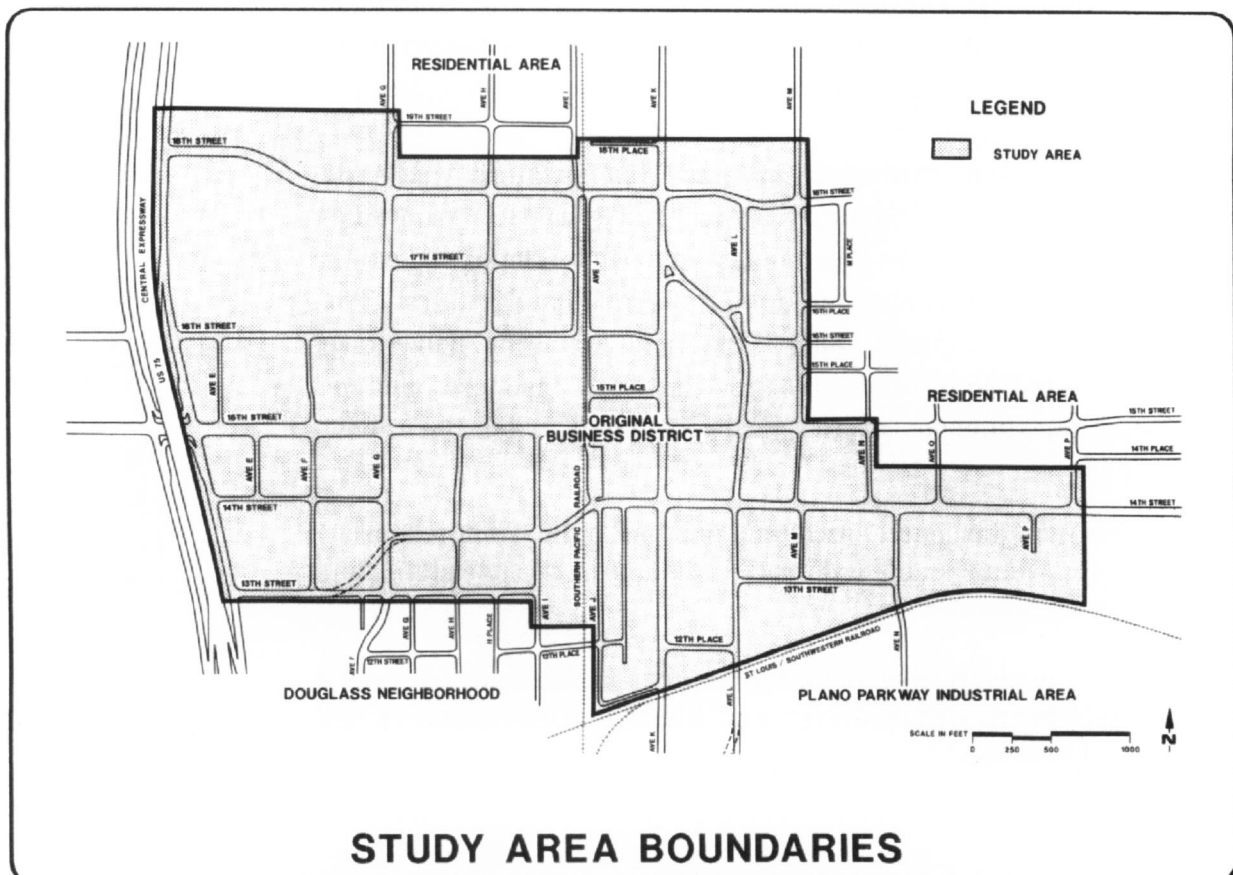 RESIDENTIAL AREA
AVE G
AVE H
AVE I
AVE K
AVE M
LEGEND
STUDY AREA
19TH STREET
18TH STREET
18TH PLACE
18TH STREET
M PLACE
AVE L
AVE J
17TH STREET
CENTRAL EXPRESSWAY
US 75
16TH STREET
16TH PLACE
16TH STREET
15TH PLACE
AVE E
15TH PLACE
RESIDENTIAL AREA
15TH STREET
15TH STREET
14TH PLACE
ORIGINAL
BUSINESS DISTRICT
AVE E
AVE F
AVE G
AVE N
AVE O
AVE P
14TH STREET
14TH STREET
SOUTHERN PACIFIC RAILROAD
AVE M
AVE P
13TH STREET
13TH STREET
AVE I
AVE J
AVE G
AVE H
H PLACE
AVE F
12TH STREET
12TH PLACE
12TH PLACE
AVE N
ST LOUIS / SOUTHWESTERN RAILROAD
AVE L
AVE K
DOUGLASS NEIGHBORHOOD
PLANO PARKWAY INDUSTRIAL AREA
SCALE IN FEET
0 250 500 1000
N
STUDY AREA BOUNDARIES